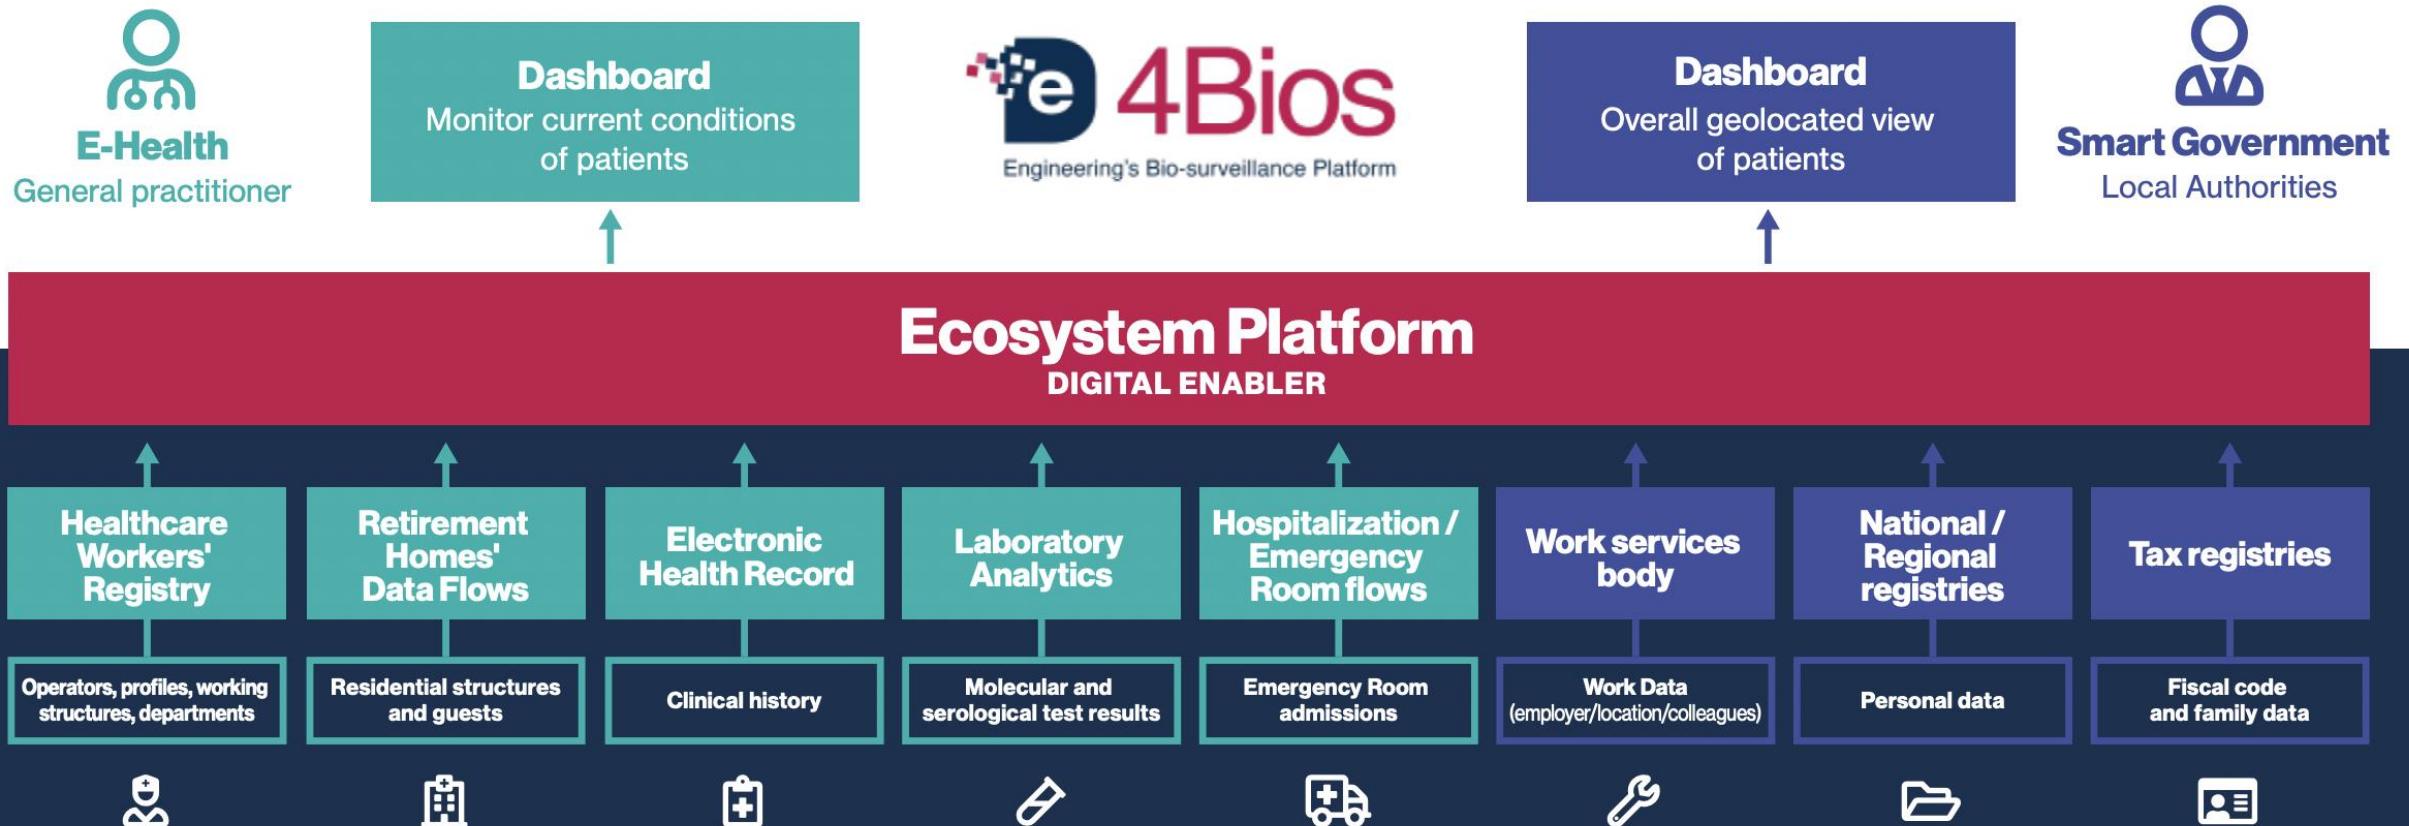 E-Health
General practitioner
Dashboard
Monitor current conditions
of patients
e 4Bios
Engineering's Bio-surveillance Platform
Dashboard
Overall geolocated view
of patients
Smart Government
Local Authorities
Ecosystem Platform
DIGITAL ENABLER
Healthcare
Workers'
Registry
Retirement
Homes'
Data Flows
Electronic
Health Record
Laboratory
Analytics
Hospitalization /
Emergency
Room flows
Work services
body
National /
Regional
registries
Tax registries
Operators, profiles, working
structures, departments
Residential structures
and guests
Clinical history
Molecular and
serological test results
Emergency Room
admissions
Work Data
(employer/location/colleagues)
Personal data
Fiscal code
and family data